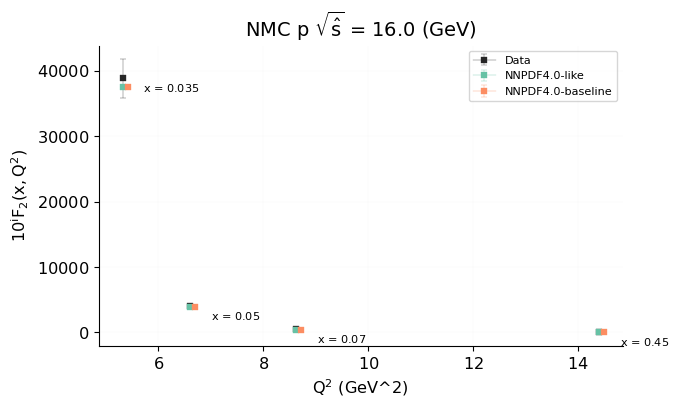 NMC p √ŝ = 16.0 (GeV)
Data
NNPDF4.0-like
NNPDF4.0-baseline
40000
30000
20000
10000
0
10ⁱF₂(x, Q²)
x = 0.035
x = 0.05
x = 0.07
x = 0.45
6 8 10 12 14
Q² (GeV^2)